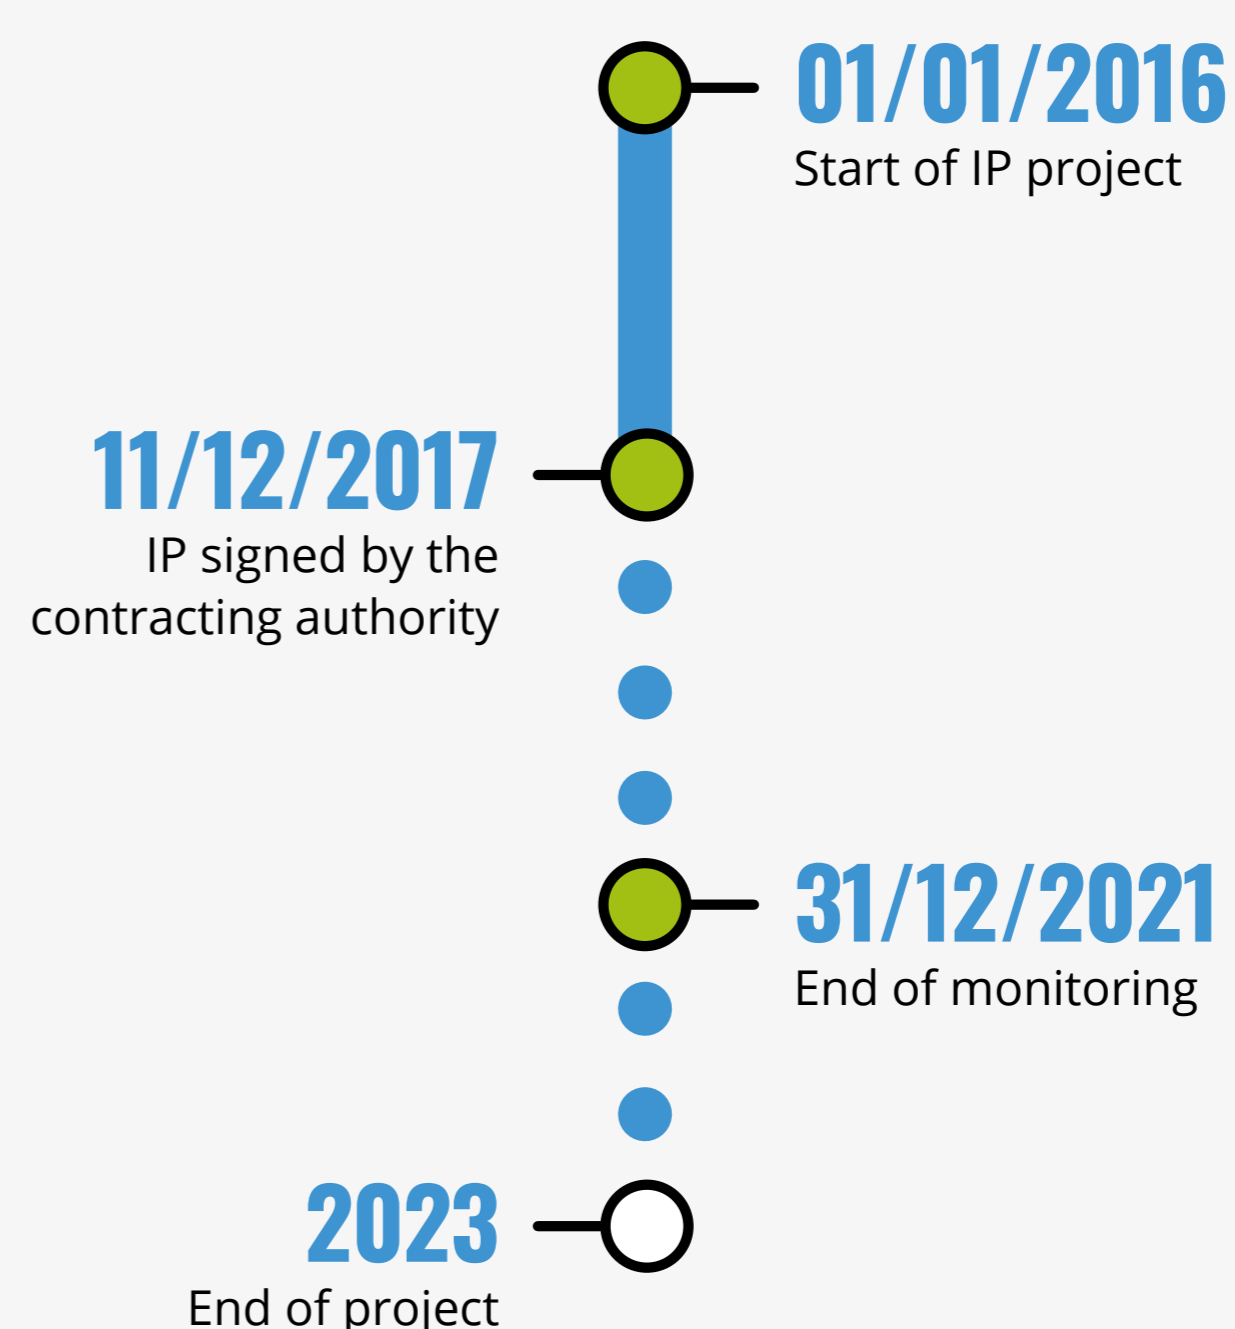 01/01/2016
Start of IP project
11/12/2017
IP signed by the
contracting authority
31/12/2021
End of monitoring
2023
End of project